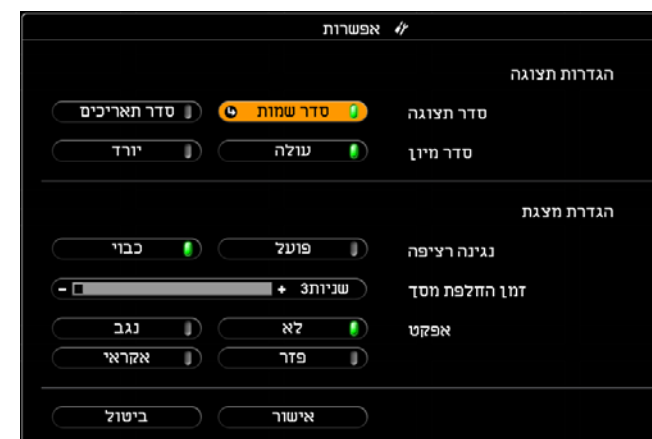 אפשרות
הגדרות תצוגה
סדר תצוגה סדר שמות סדר תאריכים
סדר מיון עולה יורד
הגדרת מצגת
נגינה רציפה פועל כבוי
זמן החלפת מסך שניות3 + -
אפקט לא נגב
פזר אקראי
אישור ביטול